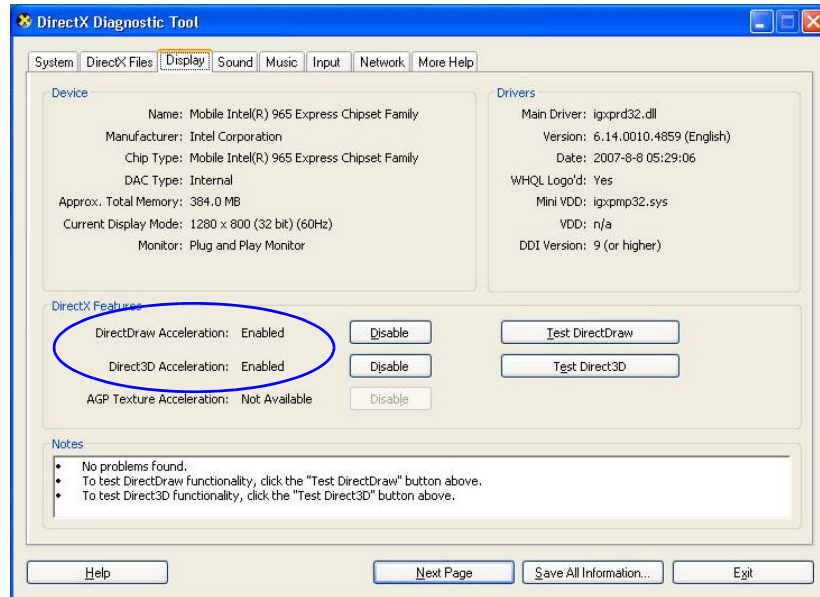 DirectX Diagnostic Tool
System DirectX Files Display Sound Music Input Network More Help
Device
Name: Mobile Intel(R) 965 Express Chipset Family
Manufacturer: Intel Corporation
Chip Type: Mobile Intel(R) 965 Express Chipset Family
DAC Type: Internal
Approx. Total Memory: 384.0 MB
Current Display Mode: 1280 x 800 (32 bit) (60Hz)
Monitor: Plug and Play Monitor
Drivers
Main Driver: igxprd32.dll
Version: 6.14.0010.4859 (English)
Date: 2007-8-8 05:29:06
WHQL Logo'd: Yes
Mini VDD: igxpmp32.sys
VDD: n/a
DDI Version: 9 (or higher)
DirectX Features
DirectDraw Acceleration: Enabled Disable Test DirectDraw
Direct3D Acceleration: Enabled Disable Test Direct3D
AGP Texture Acceleration: Not Available Disable
Notes
• No problems found.
• To test DirectDraw functionality, click the "Test DirectDraw" button above.
• To test Direct3D functionality, click the "Test Direct3D" button above.
Help Next Page Save All Information... Exit